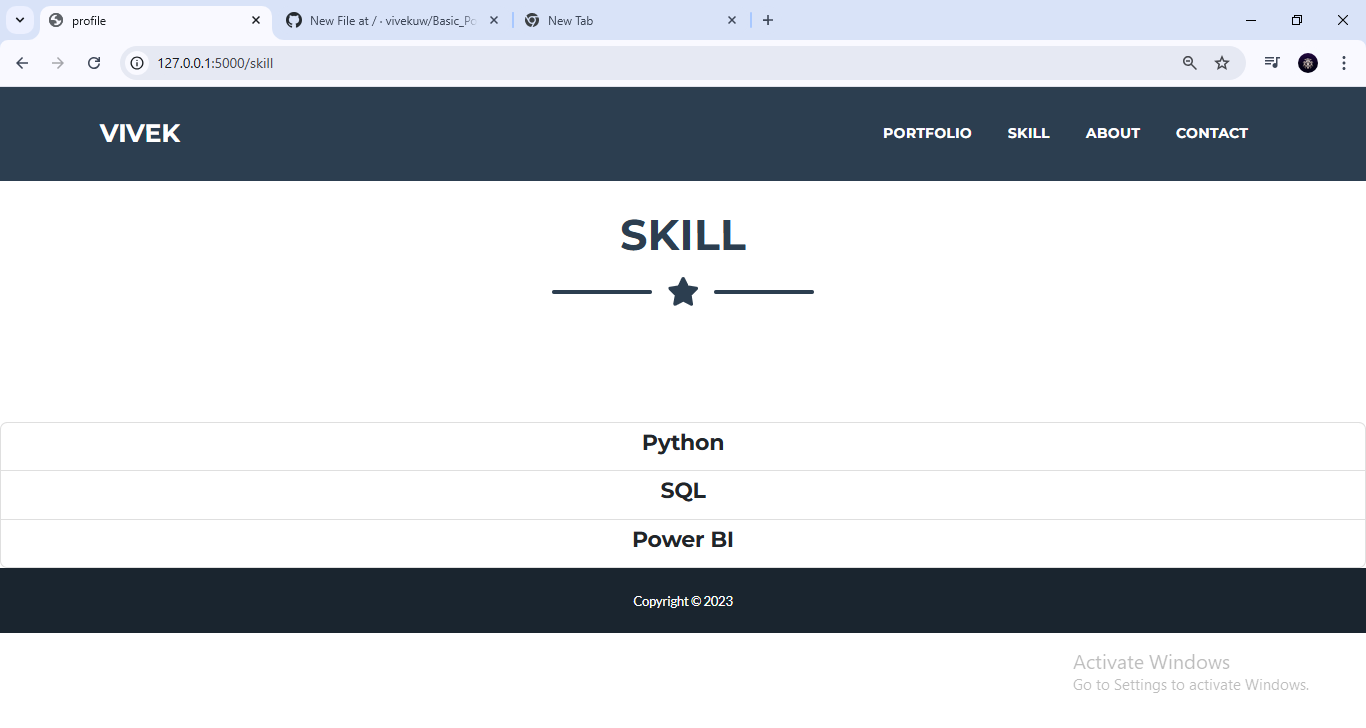 profile
New File at / · vivekuw/Basic_Po
New Tab
127.0.0.1:5000/skill
VIVEK
PORTFOLIO SKILL ABOUT CONTACT
SKILL
Python
SQL
Power BI
Copyright © 2023
Activate Windows
Go to Settings to activate Windows.